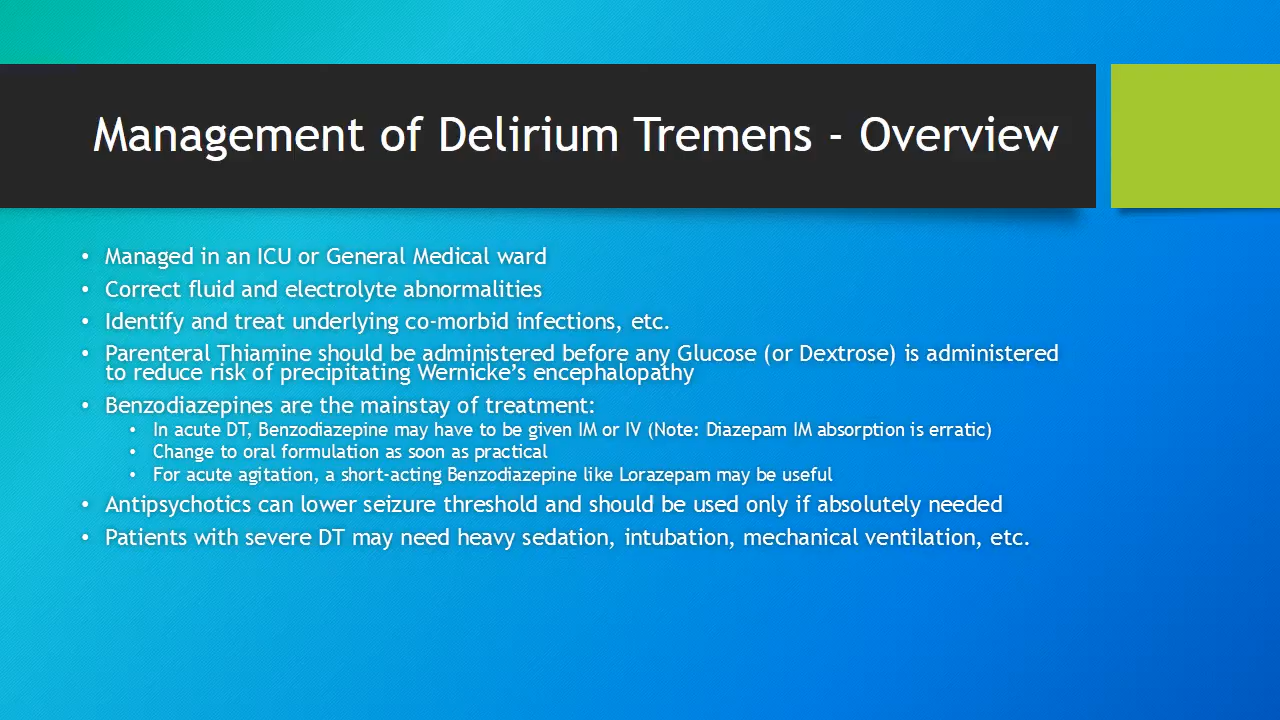 Management of Delirium Tremens - Overview
• Managed in an ICU or General Medical ward
• Correct fluid and electrolyte abnormalities
• Identify and treat underlying co-morbid infections, etc.
• Parenteral Thiamine should be administered before any Glucose (or Dextrose) is administered
to reduce risk of precipitating Wernicke’s encephalopathy
• Benzodiazepines are the mainstay of treatment:
• In acute DT, Benzodiazepine may have to be given IM or IV (Note: Diazepam IM absorption is erratic)
• Change to oral formulation as soon as practical
• For acute agitation, a short-acting Benzodiazepine like Lorazepam may be useful
• Antipsychotics can lower seizure threshold and should be used only if absolutely needed
• Patients with severe DT may need heavy sedation, intubation, mechanical ventilation, etc.